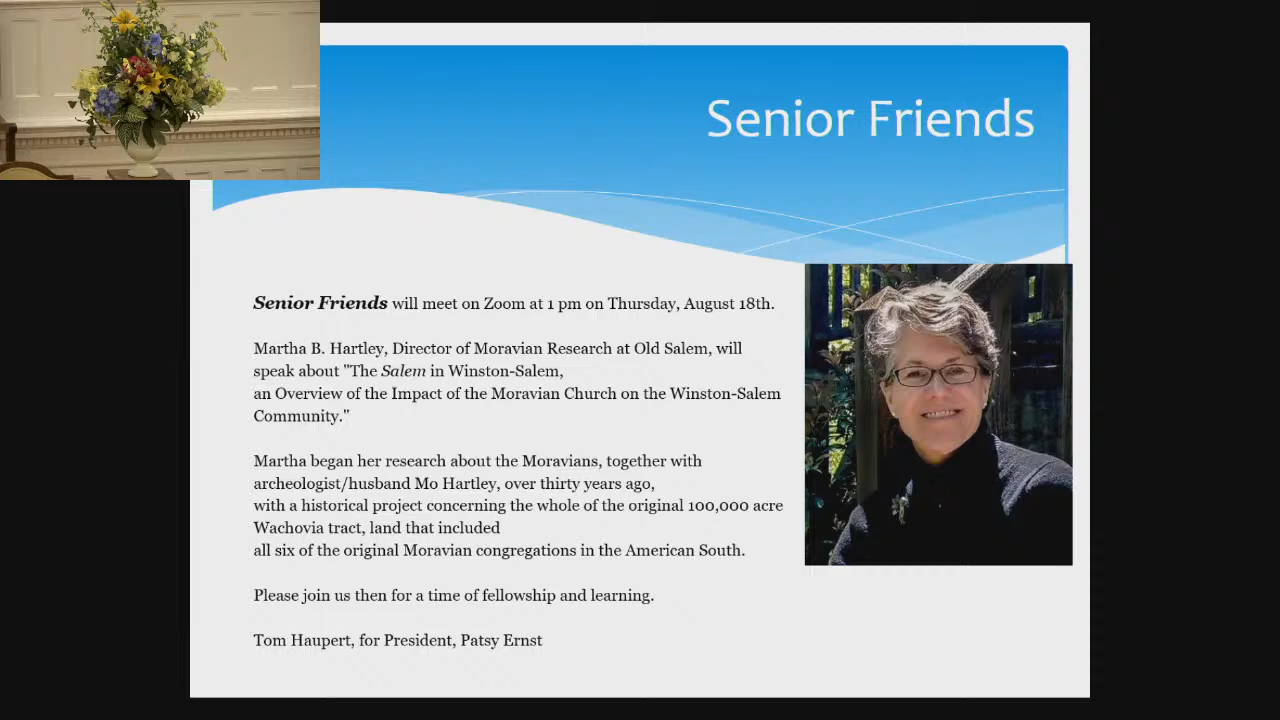 Senior Friends
Senior Friends will meet on Zoom at 1 pm on Thursday, August 18th.
Martha B. Hartley, Director of Moravian Research at Old Salem, will
speak about "The Salem in Winston-Salem,
an Overview of the Impact of the Moravian Church on the Winston-Salem
Community."
Martha began her research about the Moravians, together with
archeologist/husband Mo Hartley, over thirty years ago,
with a historical project concerning the whole of the original 100,000 acre
Wachovia tract, land that included
all six of the original Moravian congregations in the American South.
Please join us then for a time of fellowship and learning.
Tom Haupert, for President, Patsy Ernst